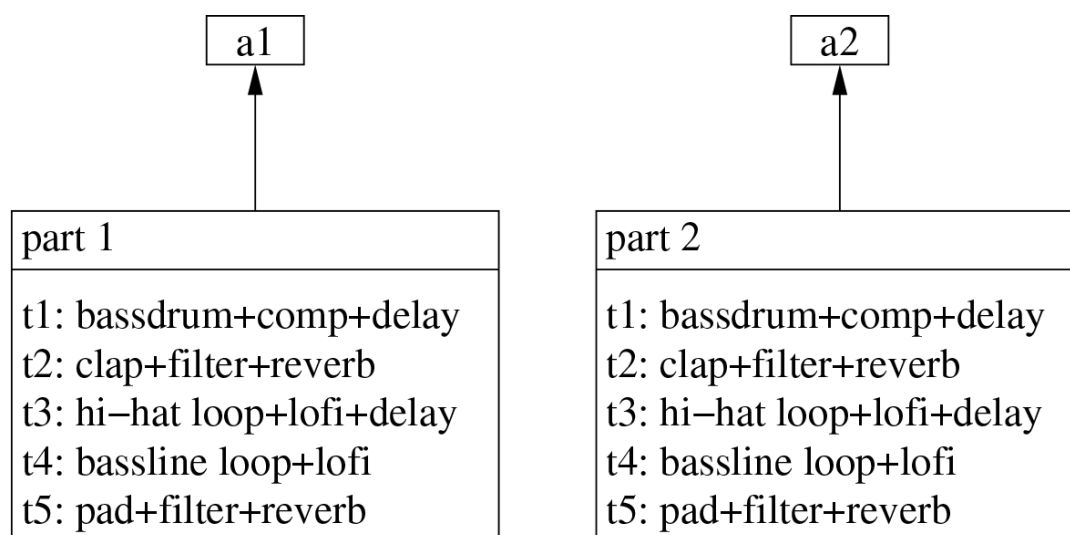 a1
a2
part 1
t1: bassdrum+comp+delay
t2: clap+filter+reverb
t3: hi−hat loop+lofi+delay
t4: bassline loop+lofi
t5: pad+filter+reverb
part 2
t1: bassdrum+comp+delay
t2: clap+filter+reverb
t3: hi−hat loop+lofi+delay
t4: bassline loop+lofi
t5: pad+filter+reverb